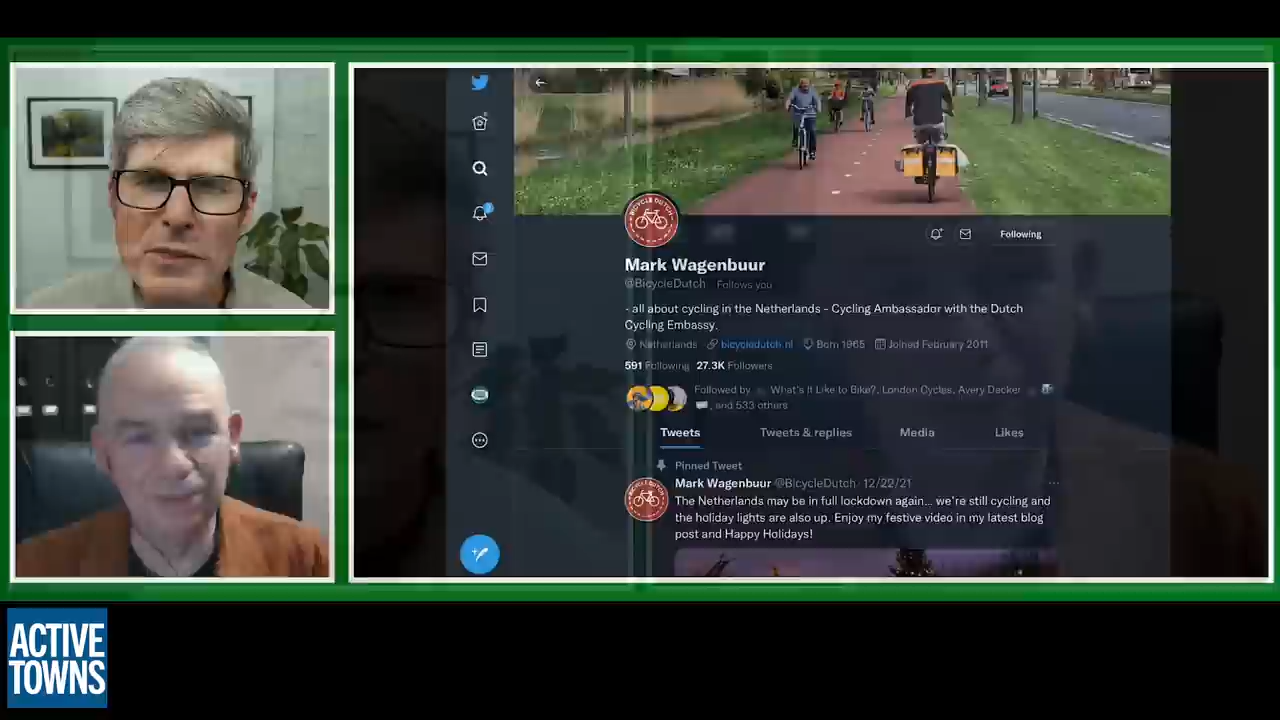 BICYCLE DUTCH
Following
Mark Wagenbuur
@BicycleDutch Follows you
- all about cycling in the Netherlands - Cycling Ambassador with the Dutch
Cycling Embassy.
Netherlands bicycledutch.nl Born 1965 Joined February 2011
591 Following 27.3K Followers
Followed by What's It Like to Bike?, London Cycles, Avery Decker
, and 533 others
Tweets Tweets & replies Media Likes
Pinned Tweet
Mark Wagenbuur @BicycleDutch · 12/22/21
The Netherlands may be in full lockdown again... we're still cycling and
the holiday lights are also up. Enjoy my festive video in my latest blog
post and Happy Holidays!
ACTIVE
TOWNS